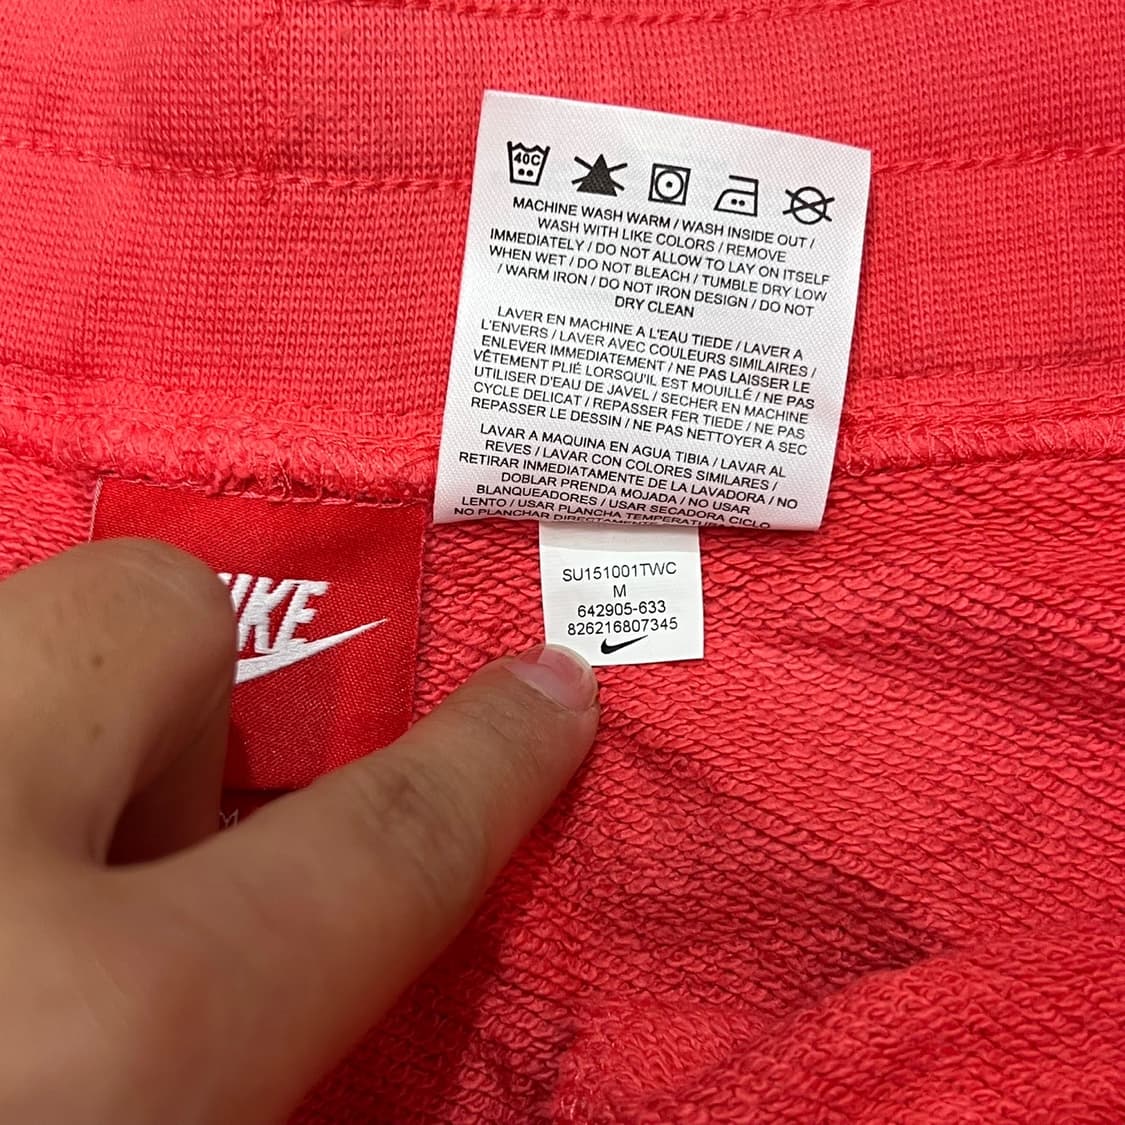 40C
MACHINE WASH WARM / WASH INSIDE OUT /
WASH WITH LIKE COLORS / REMOVE
IMMEDIATELY / DO NOT ALLOW TO LAY ON ITSELF
WHEN WET / DO NOT BLEACH / TUMBLE DRY LOW
/ WARM IRON / DO NOT IRON DESIGN / DO NOT
DRY CLEAN
LAVER EN MACHINE A L'EAU TIEDE / LAVER A
L'ENVERS / LAVER AVEC COULEURS SIMILAIRES /
ENLEVER IMMEDIATEMENT / NE PAS LAISSER LE
VÊTEMENT PLIÉ LORSQU'IL EST MOUILLÉ / NE PAS
UTILISER D'EAU DE JAVEL / SECHER EN MACHINE
CYCLE DELICAT / REPASSER FER TIEDE / NE PAS
REPASSER LE DESSIN / NE PAS NETTOYER A SEC
LAVAR A MAQUINA EN AGUA TIBIA / LAVAR AL
REVES / LAVAR CON COLORES SIMILARES /
RETIRAR INMEDIATAMENTE DE LA LAVADORA / NO
DOBLAR PRENDA MOJADA / NO USAR
BLANQUEADORES / USAR SECADORA CICLO
LENTO / USAR PLANCHA TEMPERATURA
NO PLANCHAR DIRECTAMENTE
IKE
SU151001TWC
M
642905-633
826216807345